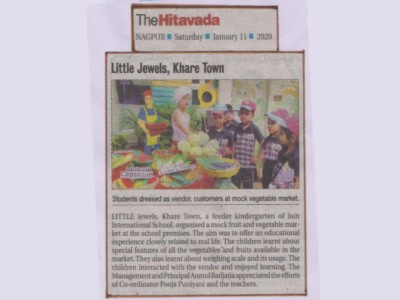 The Hitavada
NAGPUR ■ Saturday ■ January 11 ■ 2020
Little Jewels, Khare Town
Capsicum
Students dressed as vendor, customers at mock vegetable market.
LITTLE Jewels, Khare Town, a feeder kindergarten of Jain
International School, organised a mock fruit and vegetable mar-
ket at the school premises. The aim was to offer an educational
experience closely related to real life. The children learnt about
special features of all the vegetables and fruits available in the
market. They also learnt about weighing scale and its usage. The
children interacted with the vendor and enjoyed learning. The
Management and Principal Anmol Badjatia appreciated the efforts
of Co-ordinator Pooja Puniyani and the teachers.